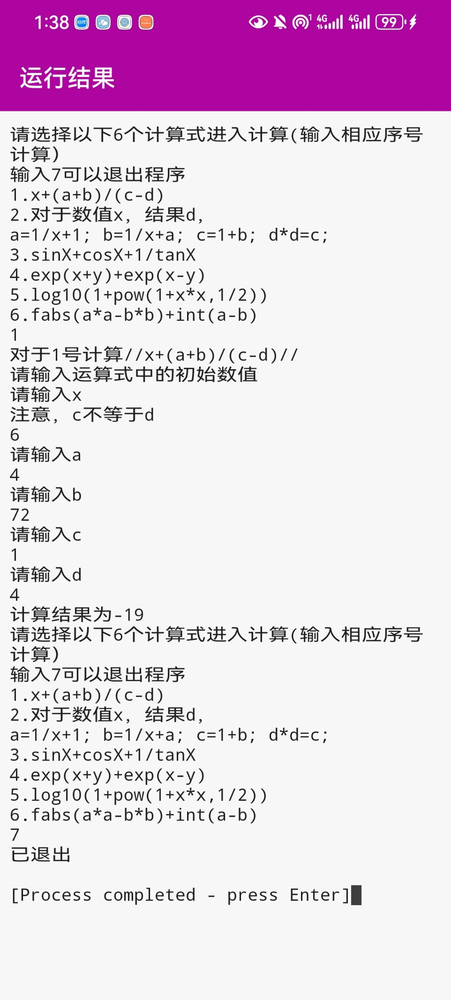 1:38
1
4G
4G
99
运行结果
请选择以下6个计算式进入计算(输入相应序号
计算)
输入7可以退出程序
1.x+(a+b)/(c-d)
2.对于数值x, 结果d,
a=1/x+1; b=1/x+a; c=1+b; d*d=c;
3.sinX+cosX+1/tanX
4.exp(x+y)+exp(x-y)
5.log10(1+pow(1+x*x,1/2))
6.fabs(a*a-b*b)+int(a-b)
1
对于1号计算//x+(a+b)/(c-d)//
请输入运算式中的初始数值
请输入x
注意, c不等于d
6
请输入a
4
请输入b
72
请输入c
1
请输入d
4
计算结果为-19
请选择以下6个计算式进入计算(输入相应序号
计算)
输入7可以退出程序
1.x+(a+b)/(c-d)
2.对于数值x, 结果d,
a=1/x+1; b=1/x+a; c=1+b; d*d=c;
3.sinX+cosX+1/tanX
4.exp(x+y)+exp(x-y)
5.log10(1+pow(1+x*x,1/2))
6.fabs(a*a-b*b)+int(a-b)
7
已退出
[Process completed - press Enter]